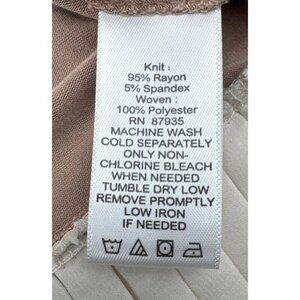 Knit :
95% Rayon
5% Spandex
Woven :
100% Polyester
RN 87935
MACHINE WASH
COLD SEPARATELY
ONLY NON-
CHLORINE BLEACH
WHEN NEEDED
TUMBLE DRY LOW
REMOVE PROMPTLY
LOW IRON
IF NEEDED